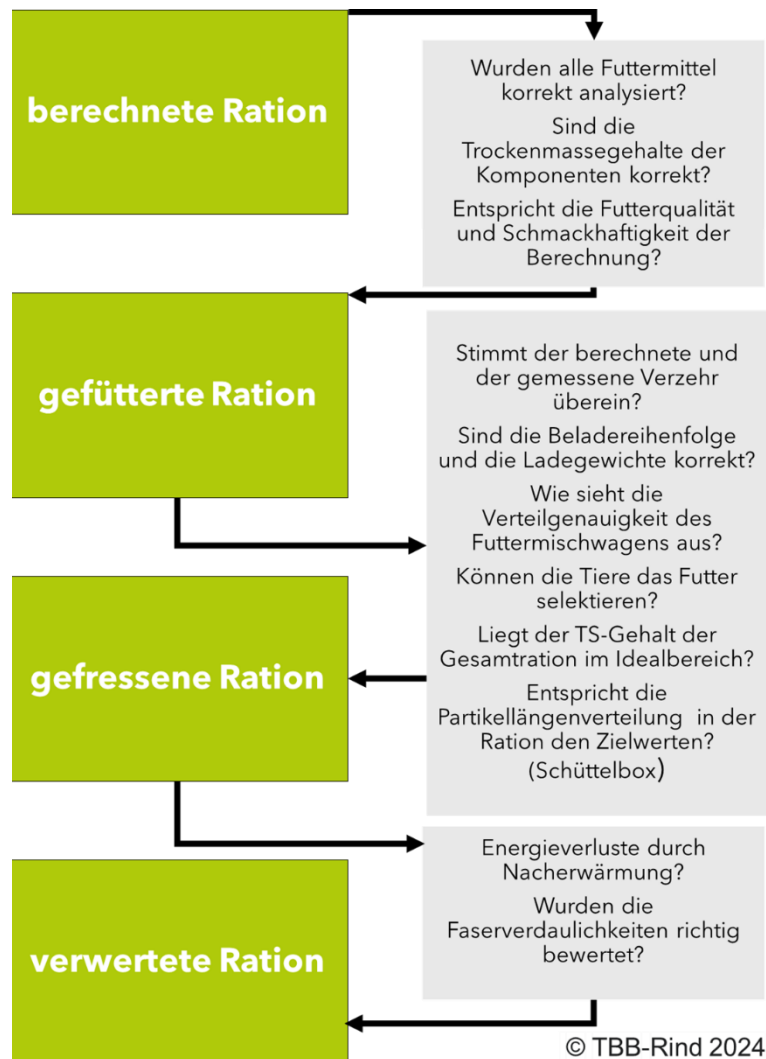 berechnete Ration
Wurden alle Futtermittel
korrekt analysiert?
Sind die
Trockenmassegehalte der
Komponenten korrekt?
Entspricht die Futterqualität
und Schmackhaftigkeit der
Berechnung?
gefütterte Ration
Stimmt der berechnete und
der gemessene Verzehr
überein?
Sind die Beladereihenfolge
und die Ladegewichte korrekt?
Wie sieht die
Verteilgenauigkeit des
Futtermischwagens aus?
Können die Tiere das Futter
selektieren?
Liegt der TS-Gehalt der
Gesamtration im Idealbereich?
Entspricht die
Partikellängenverteilung in der
Ration den Zielwerten?
(Schüttelbox)
gefressene Ration
Energieverluste durch
Nacherwärmung?
Wurden die
Faserverdaulichkeiten richtig
bewertet?
verwertete Ration
© TBB-Rind 2024